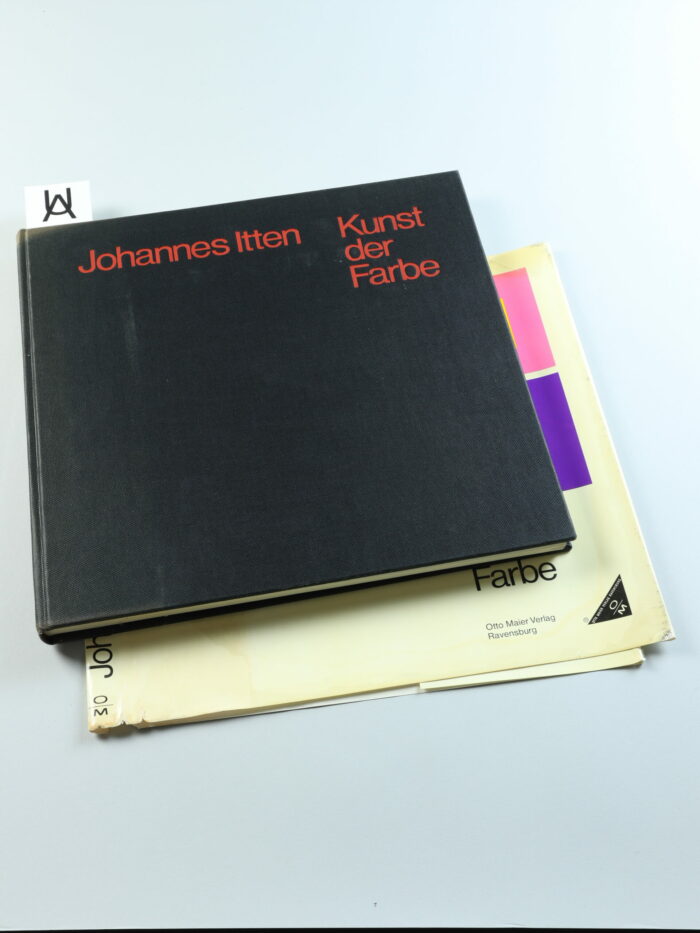 Johannes Itten
Kunst
der
Farbe
Farbe
Otto Maier Verlag
Ravensburg
Joh